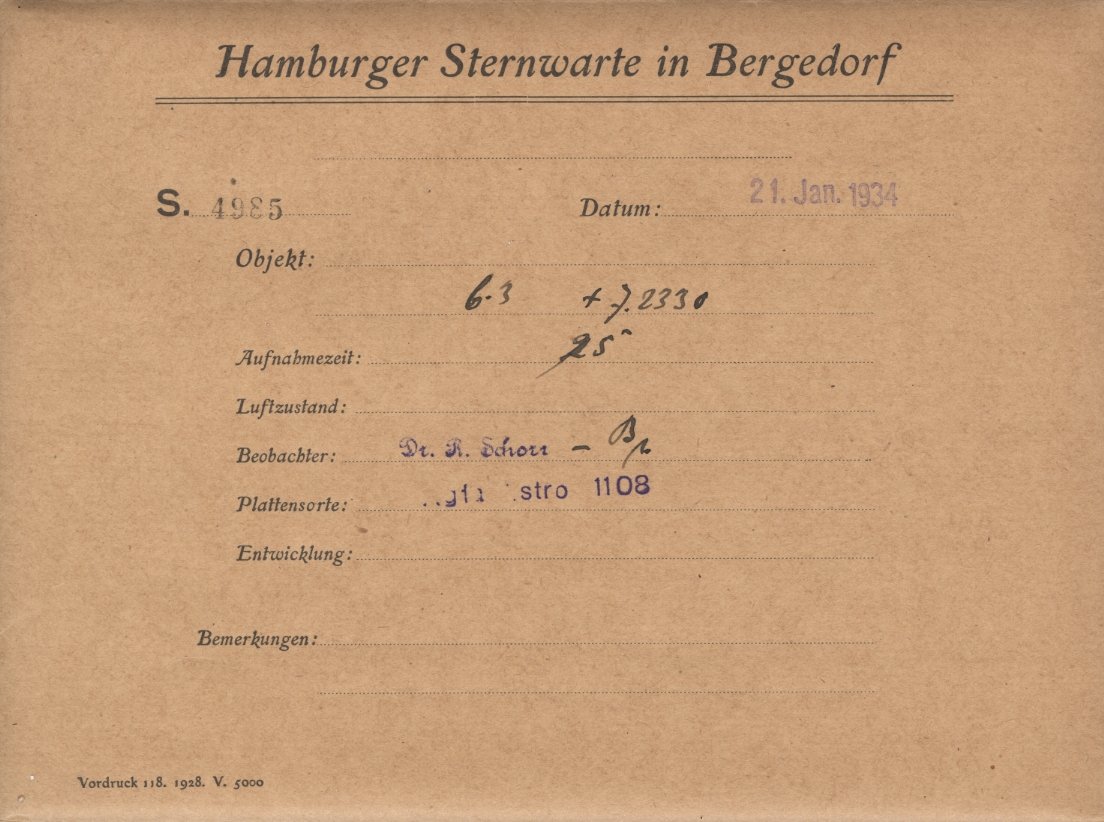 Hamburger Sternwarte in Bergedorf
S. 4985 Datum: 21. Jan. 1934
Objekt:
6.3 + 7.2330
Aufnahmezeit: 25
Luftzustand:
Beobachter: Dr. R. Schorr –
Plattensorte: 1108
Entwicklung:
Bemerkungen:
Vordruck 118. 1928. V. 5000